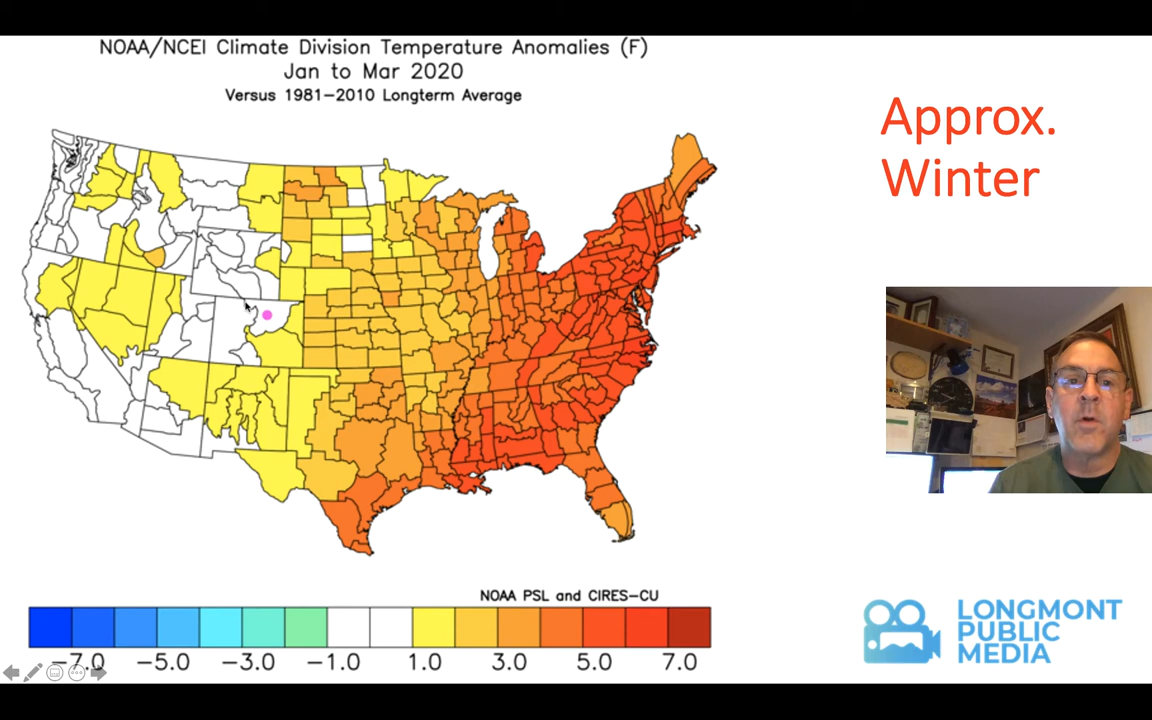 NOAA/NCEI Climate Division Temperature Anomalies (F)
Jan to Mar 2020
Versus 1981-2010 Longterm Average
Approx.
Winter
NOAA PSL and CIRES-CU
-7.0 -5.0 -3.0 -1.0 1.0 3.0 5.0 7.0
LONGMONT
PUBLIC
MEDIA